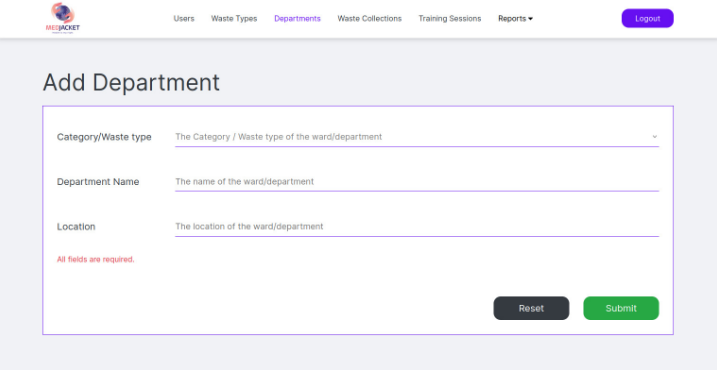 MEDJACKET
Users Waste Types Departments Waste Collections Training Sessions Reports Logout
Add Department
Category/Waste type The Category / Waste type of the ward/department
Department Name The name of the ward/department
Location The location of the ward/department
All fields are required.
Reset Submit